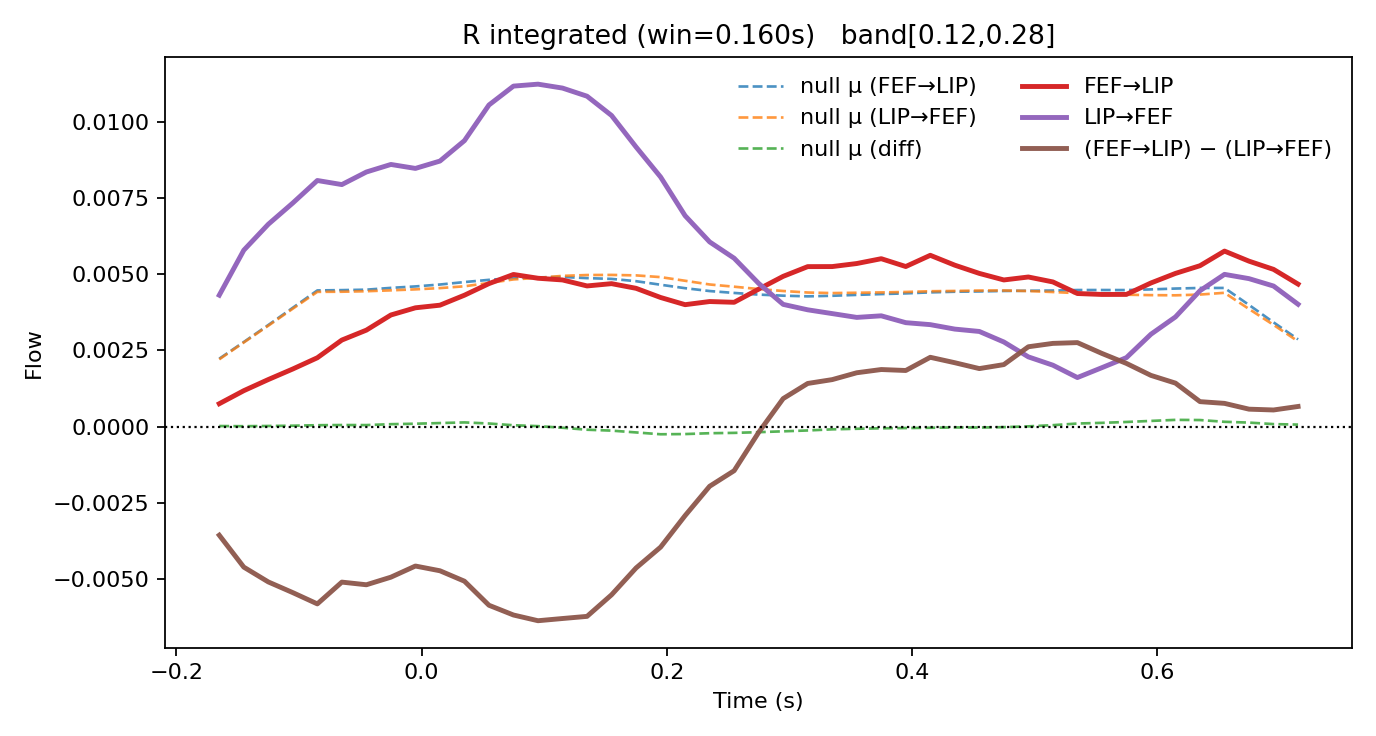 R integrated (win=0.160s)   band[0.12,0.28]
null μ (FEF→LIP)
null μ (LIP→FEF)
null μ (diff)
FEF→LIP
LIP→FEF
(FEF→LIP) − (LIP→FEF)
Flow
0.0100
0.0075
0.0050
0.0025
0.0000
−0.0025
−0.0050
−0.2
0.0
0.2
0.4
0.6
Time (s)